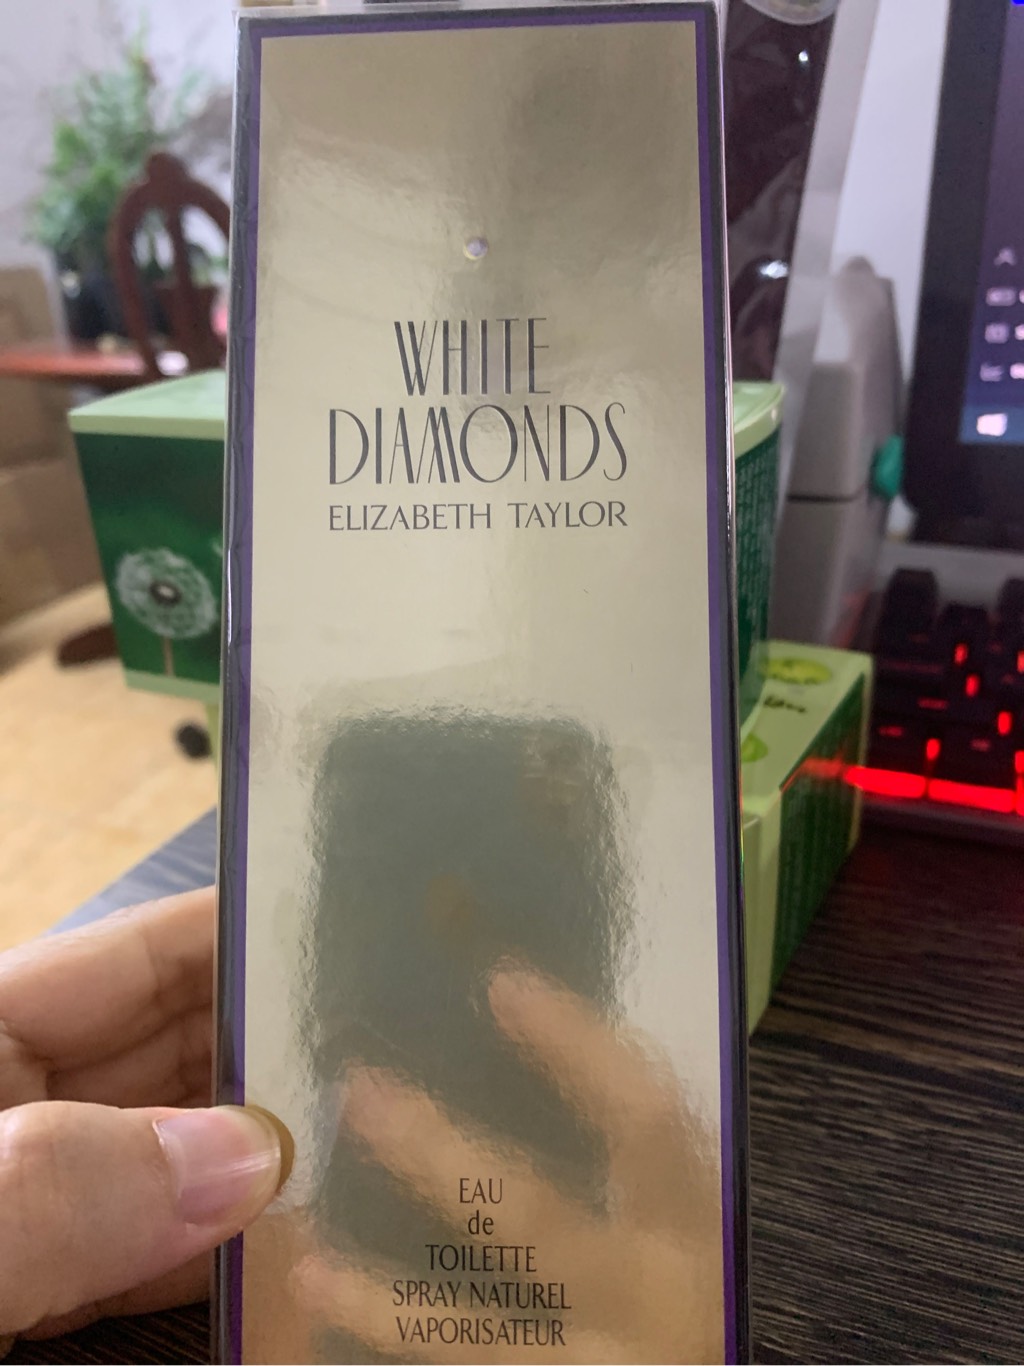 WHITE
DIAMONDS
ELIZABETH TAYLOR
EAU
de
TOILETTE
SPRAY NATUREL
VAPORISATEUR